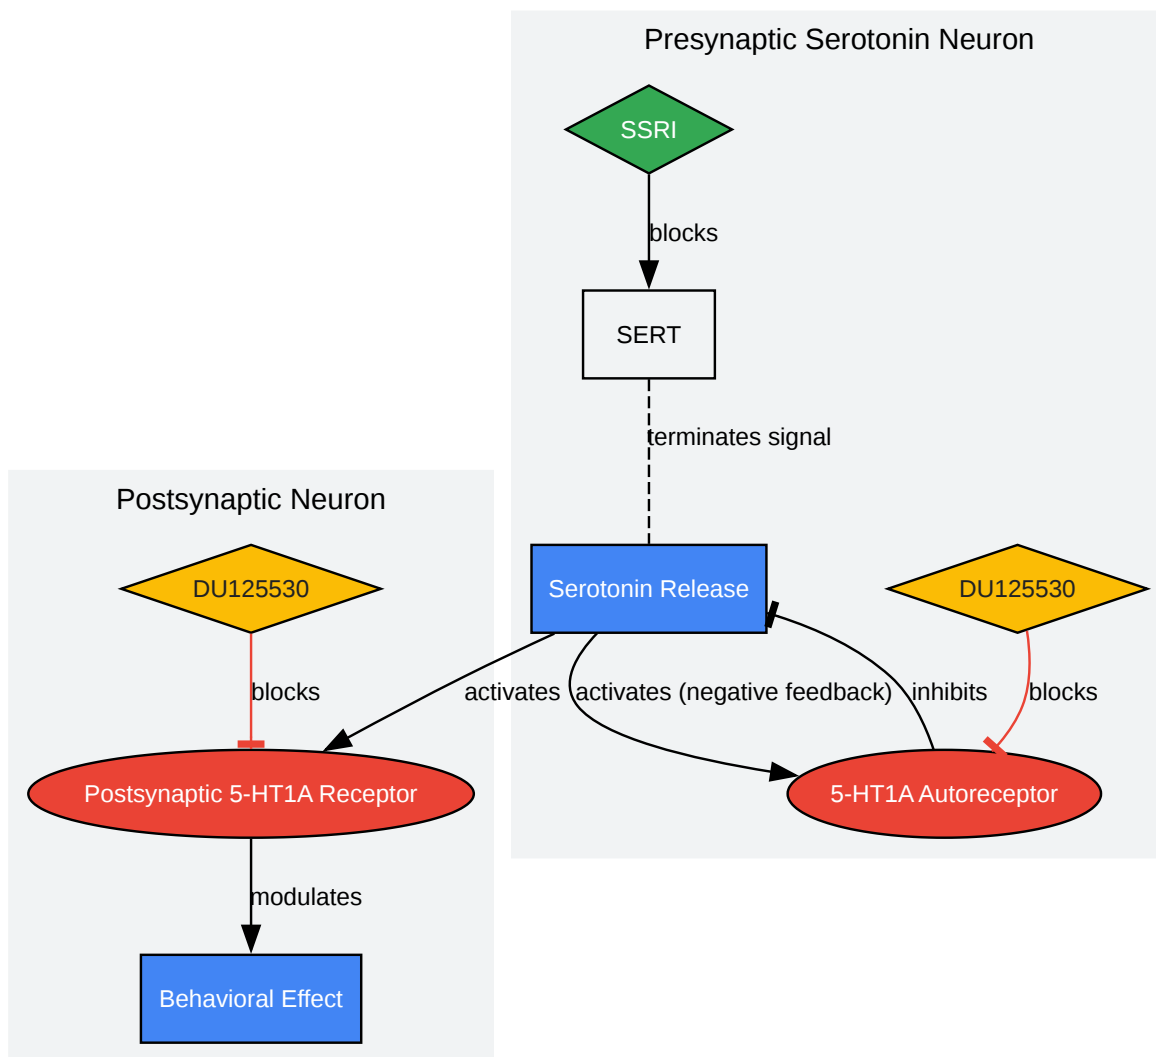 Presynaptic Serotonin Neuron
SSRI
blocks
SERT
terminates signal
Postsynaptic Neuron
DU125530
Serotonin Release
DU125530
blocks
activates
activates (negative feedback)
inhibits
blocks
Postsynaptic 5-HT1A Receptor
5-HT1A Autoreceptor
modulates
Behavioral Effect